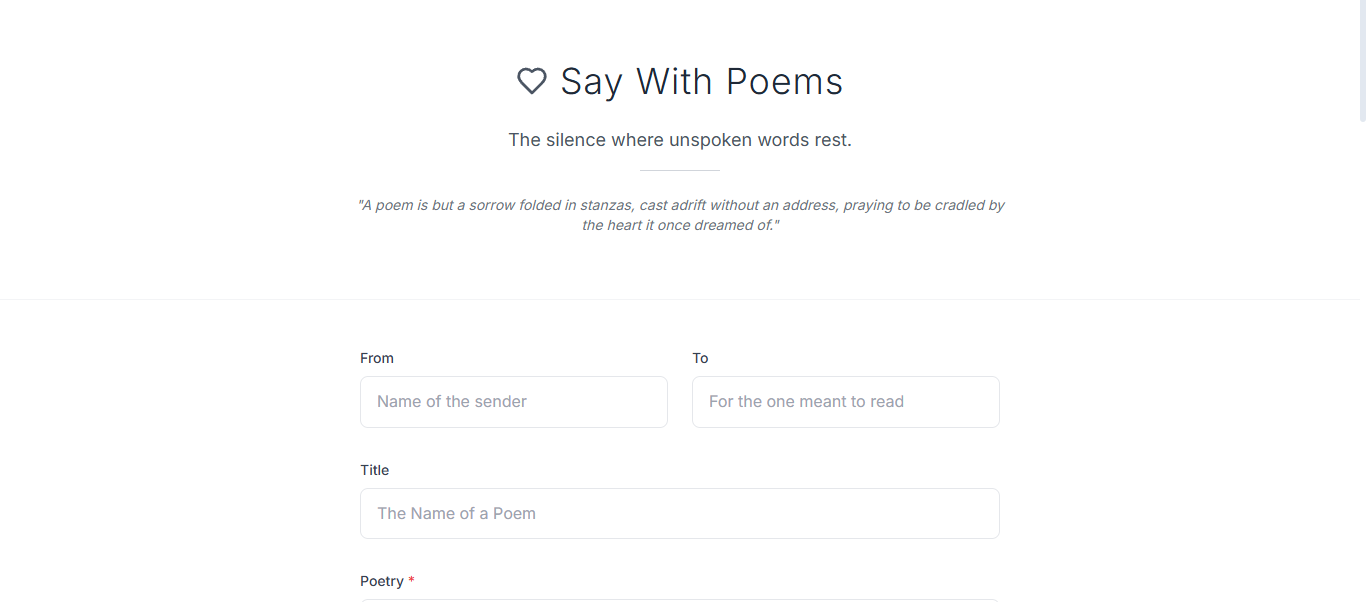 Say With Poems
The silence where unspoken words rest.
"A poem is but a sorrow folded in stanzas, cast adrift without an address, praying to be cradled by
the heart it once dreamed of."
From
To
Name of the sender
For the one meant to read
Title
The Name of a Poem
Poetry *